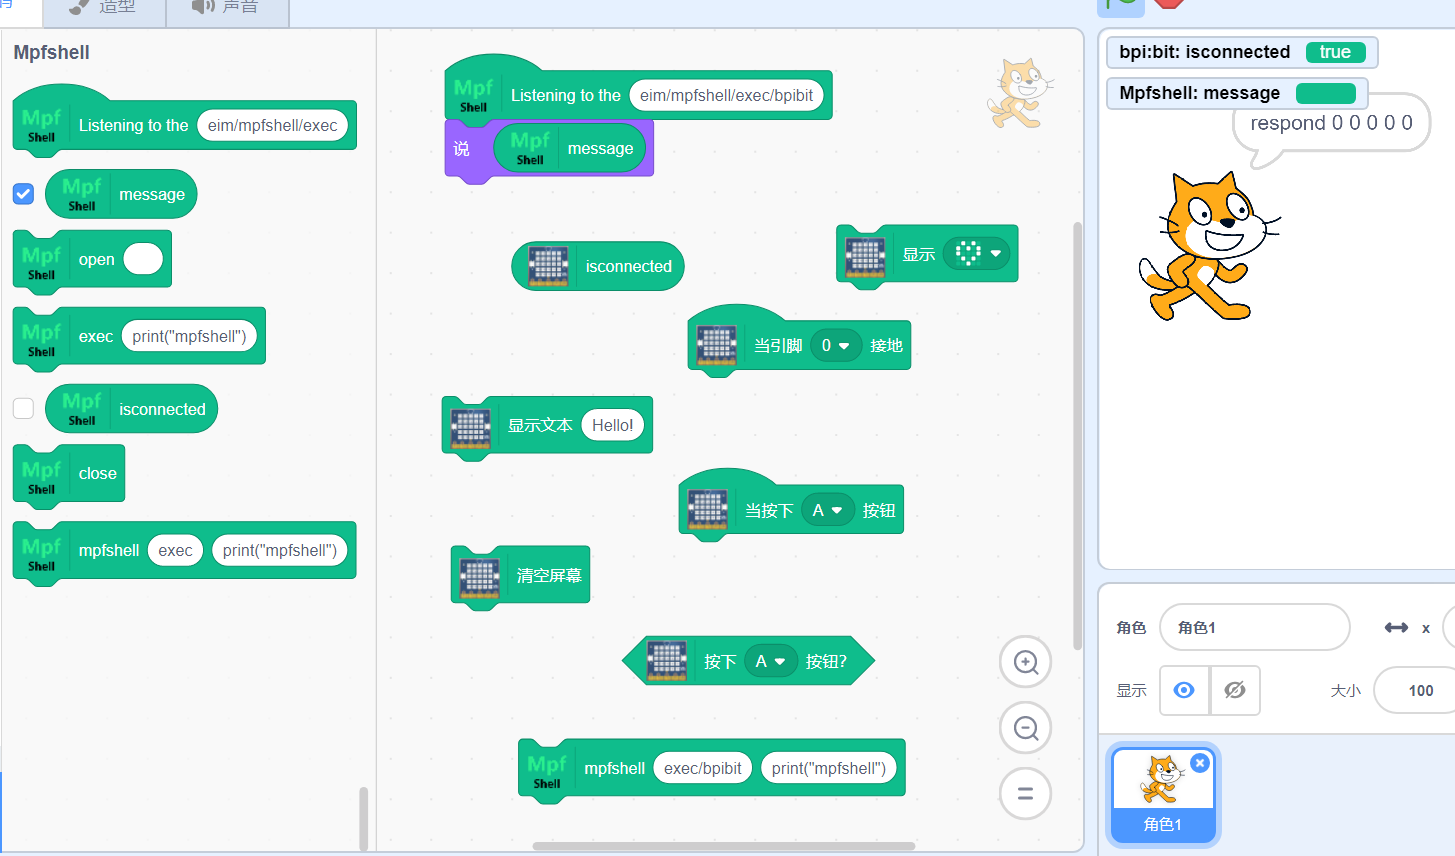 造型
声音
Mpfshell
Mpf
Shell
Listening to the
eim/mpfshell/exec
Mpf
Shell
message
Mpf
Shell
open
Mpf
Shell
exec
print("mpfshell")
Mpf
Shell
isconnected
Mpf
Shell
close
Mpf
Shell
mpfshell
exec
print("mpfshell")
Mpf
Shell
Listening to the
eim/mpfshell/exec/bpibit
说
Mpf
Shell
message
isconnected
显示
当引脚
0
接地
显示文本
Hello!
当按下
A
按钮
清空屏幕
按下
A
按钮?
Mpf
Shell
mpfshell
exec/bpibit
print("mpfshell")
bpi:bit: isconnected
true
Mpfshell: message
respond 0 0 0 0 0
角色
角色1
x
显示
大小
100
角色1